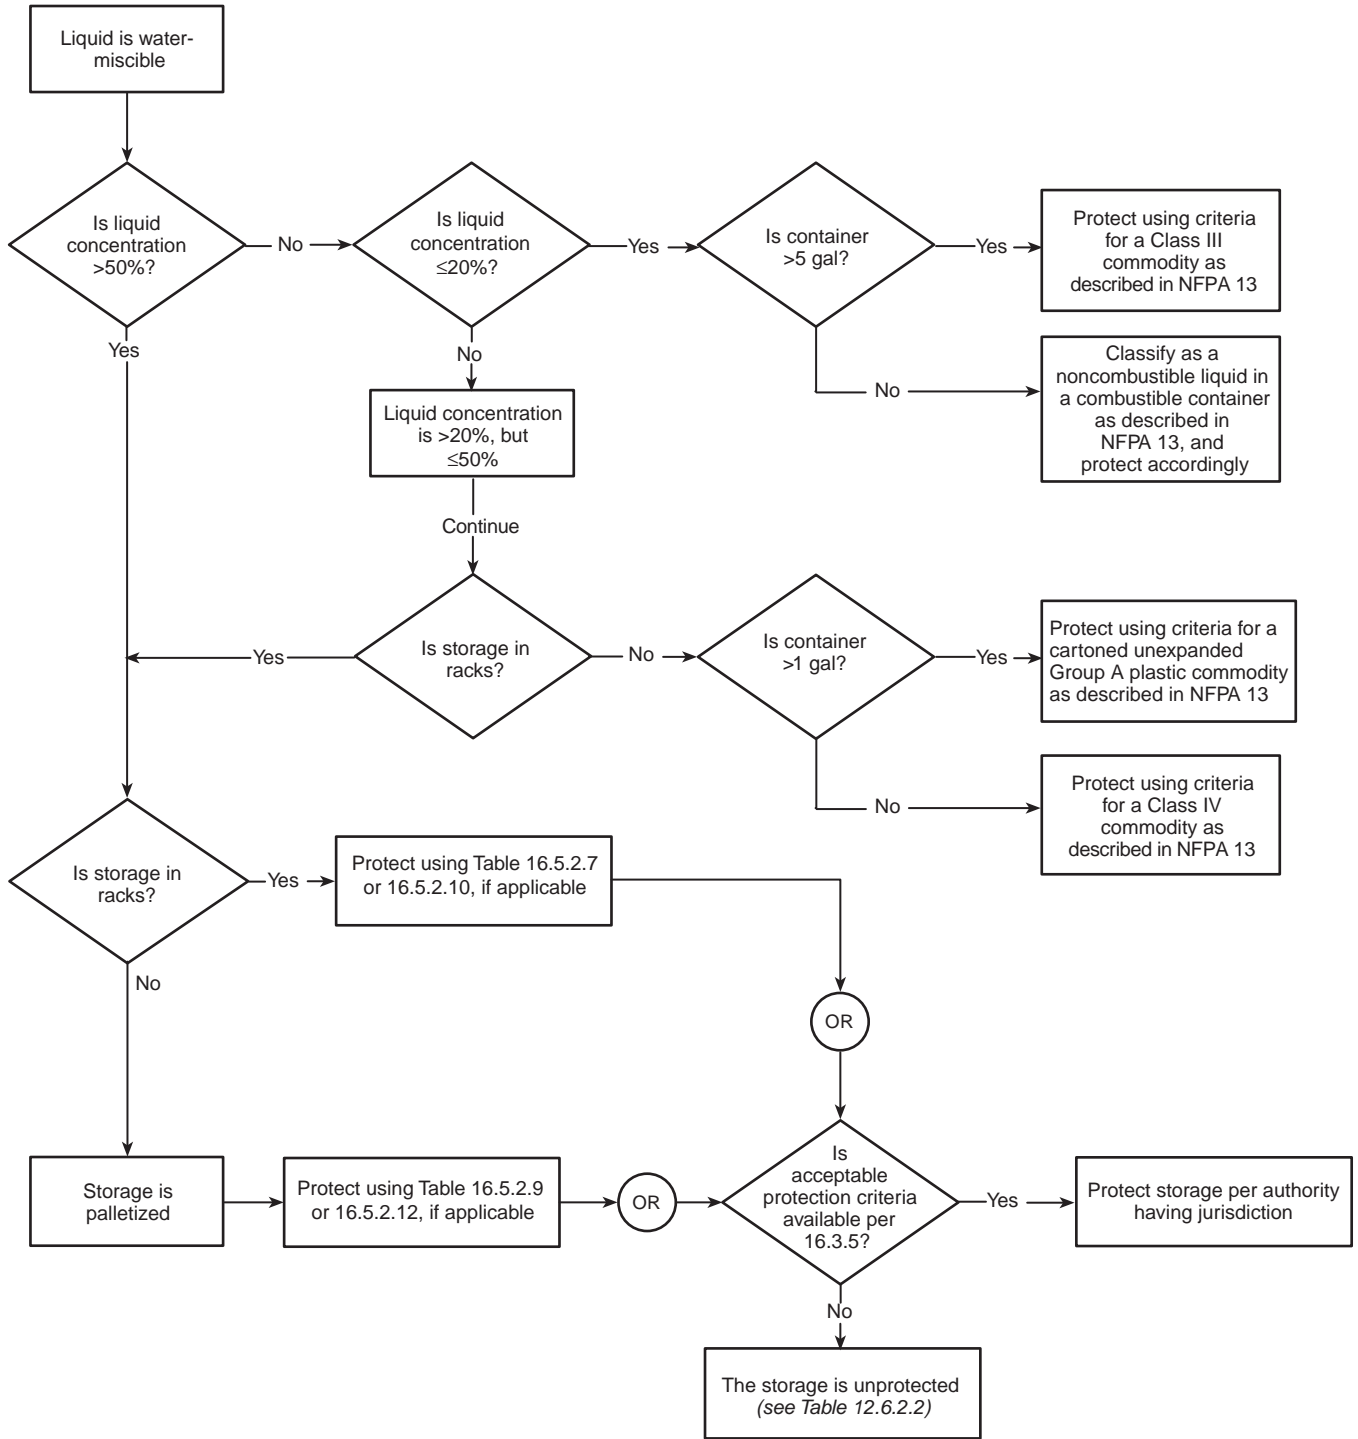 Liquid is water-
miscible
Is liquid
concentration
>50%?
No
Is liquid
concentration
≤20%?
Yes
Is container
>5 gal?
Yes
Protect using criteria
for a Class III
commodity as
described in NFPA 13
Yes
No
No
Classify as a
noncombustible liquid in
a combustible container
as described in
NFPA 13, and
protect accordingly
Liquid concentration
is >20%, but
≤50%
Continue
Yes
Is storage in
racks?
No
Is container
>1 gal?
Yes
Protect using criteria for a
cartoned unexpanded
Group A plastic commodity
as described in NFPA 13
No
Protect using criteria
for a Class IV
commodity as
described in NFPA 13
Is storage in
racks?
Yes
Protect using Table 16.5.2.7
or 16.5.2.10, if applicable
No
OR
Storage is
palletized
Protect using Table 16.5.2.9
or 16.5.2.12, if applicable
OR
Is
acceptable
protection criteria
available per
16.3.5?
Yes
Protect storage per authority
having jurisdiction
No
The storage is unprotected
(see Table 12.6.2.2)